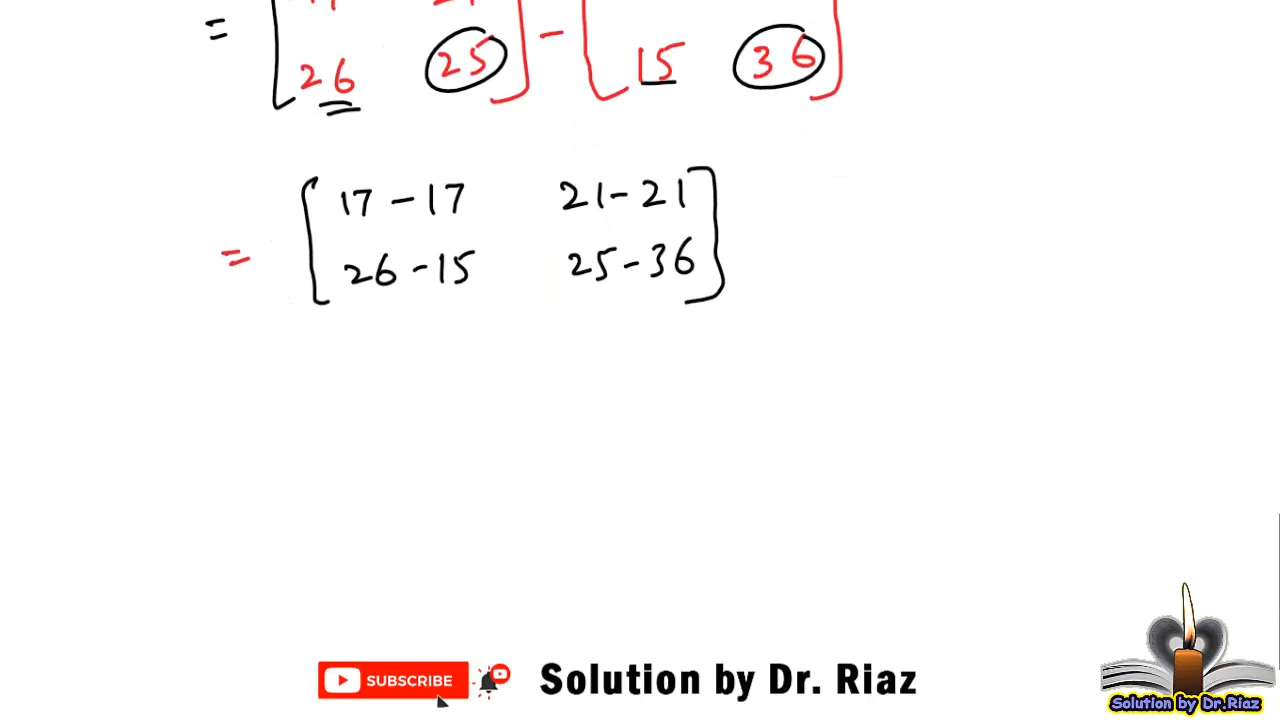 =
26 25 - 15 36
17 - 17 21 - 21
=
26 - 15 25 - 36
SUBSCRIBE
Solution by Dr. Riaz
Solution by Dr.Riaz